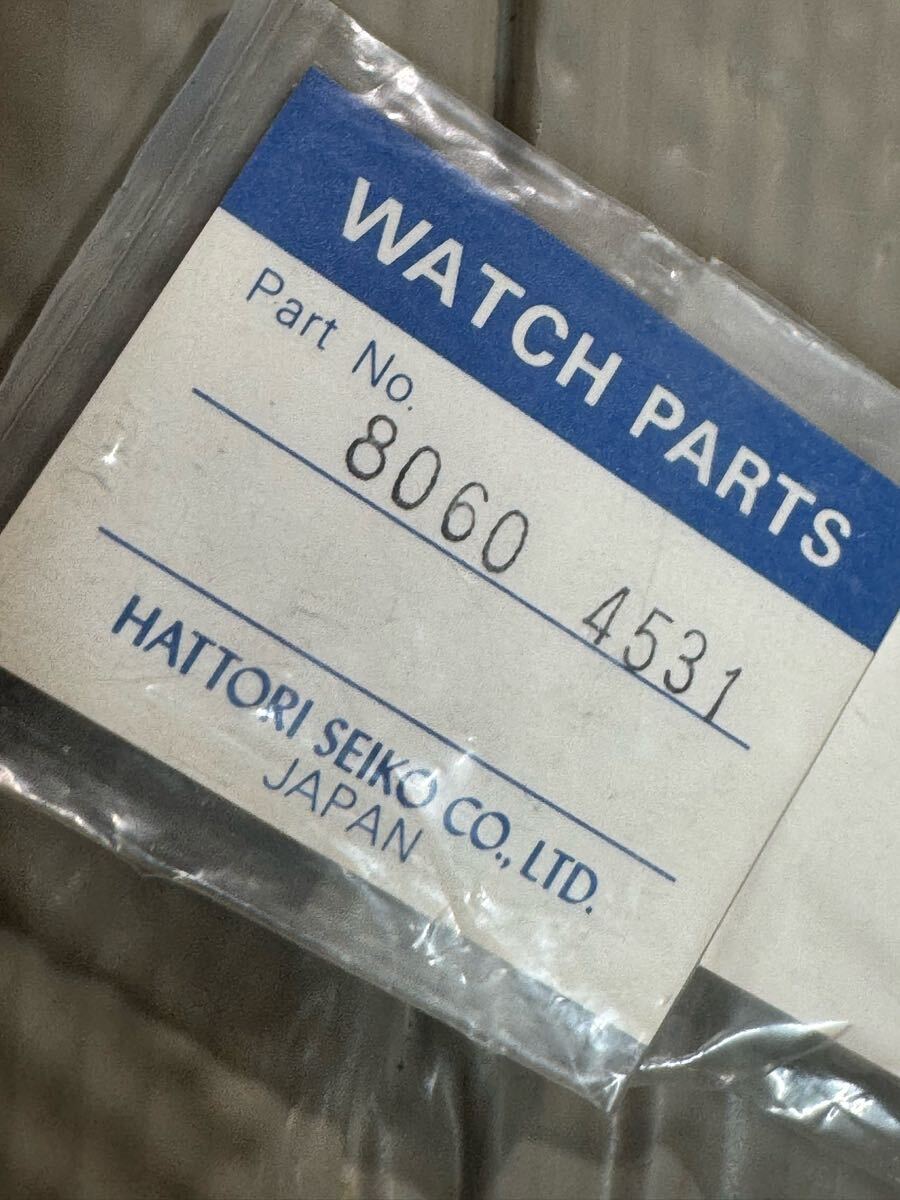 WATCH PARTS
Part No.
8060 4531
HATTORI SEIKO CO., LTD.
JAPAN